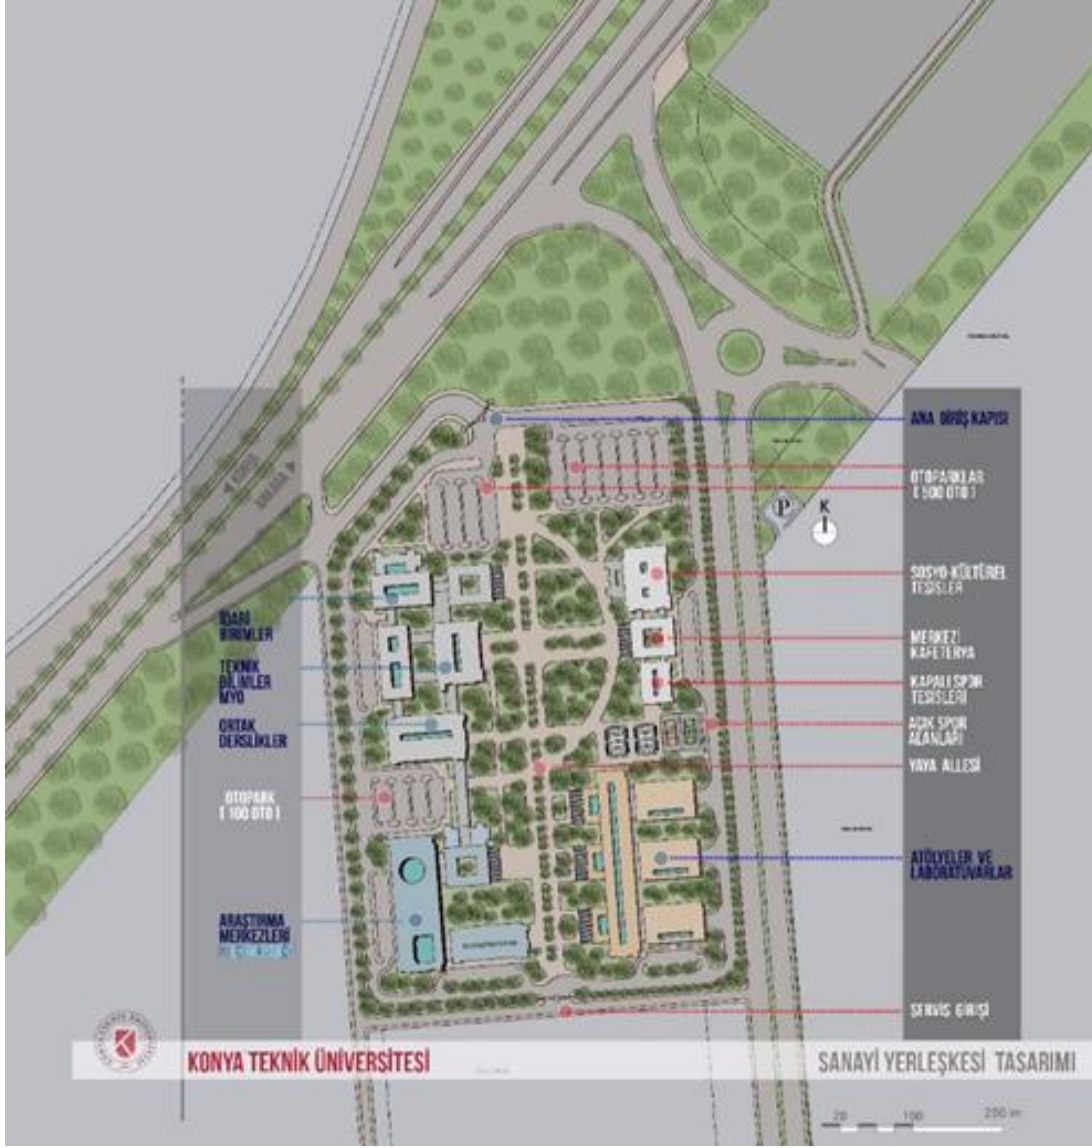 ANA GİRİŞ KAPISI
OTOPARKLAR
[ 500 OTO ]
P
K
SOSYO-KÜLTÜREL
TESİSLER
MERKEZİ
KAFETERYA
KAPALI SPOR
TESİSLERİ
AÇIK SPOR
ALANLARI
YAYA ALLESİ
ATÖLYELER VE
LABORATUVARLAR
SERVİS GİRİŞİ
İDARİ
BİRİMLER
TEKNİK
BİLİMLER
MYO
ORTAK
DERSLİKLER
OTOPARK
[ 100 OTO ]
ARAŞTIRMA
MERKEZLERİ
KONYA TEKNİK ÜNİVERSİTESİ
SANAYİ YERLEŞKESİ TASARIMI
20 100 200 m